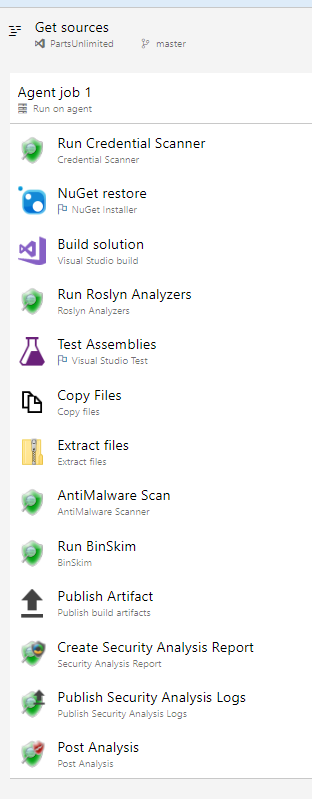 Get sources
PartsUnlimited master
Agent job 1
Run on agent
Run Credential Scanner
Credential Scanner
NuGet restore
NuGet Installer
Build solution
Visual Studio build
Run Roslyn Analyzers
Roslyn Analyzers
Test Assemblies
Visual Studio Test
Copy Files
Copy files
Extract files
Extract files
AntiMalware Scan
AntiMalware Scanner
Run BinSkim
BinSkim
Publish Artifact
Publish build artifacts
Create Security Analysis Report
Security Analysis Report
Publish Security Analysis Logs
Publish Security Analysis Logs
Post Analysis
Post Analysis